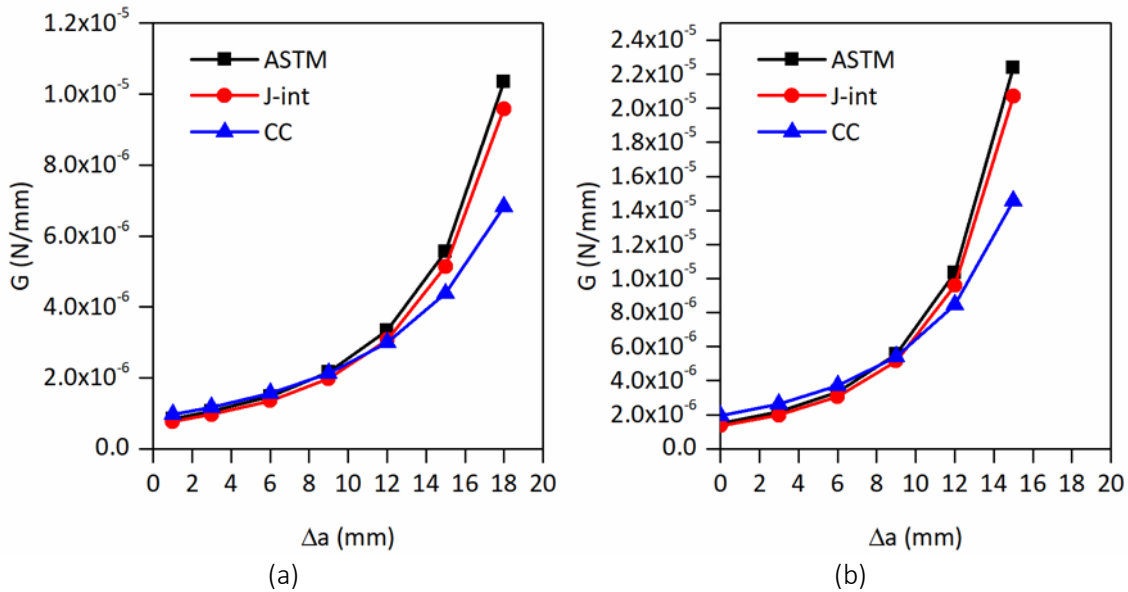 1.2x10⁻⁵
1.0x10⁻⁵
8.0x10⁻⁶
6.0x10⁻⁶
4.0x10⁻⁶
2.0x10⁻⁶
0.0
G (N/mm)
ASTM
J-int
CC
0 2 4 6 8 10 12 14 16 18 20
Δa (mm)
(a)
2.4x10⁻⁵
2.2x10⁻⁵
2.0x10⁻⁵
1.8x10⁻⁵
1.6x10⁻⁵
1.4x10⁻⁵
1.2x10⁻⁵
1.0x10⁻⁵
8.0x10⁻⁶
6.0x10⁻⁶
4.0x10⁻⁶
2.0x10⁻⁶
0.0
G (N/mm)
ASTM
J-int
CC
0 2 4 6 8 10 12 14 16 18 20
Δa (mm)
(b)